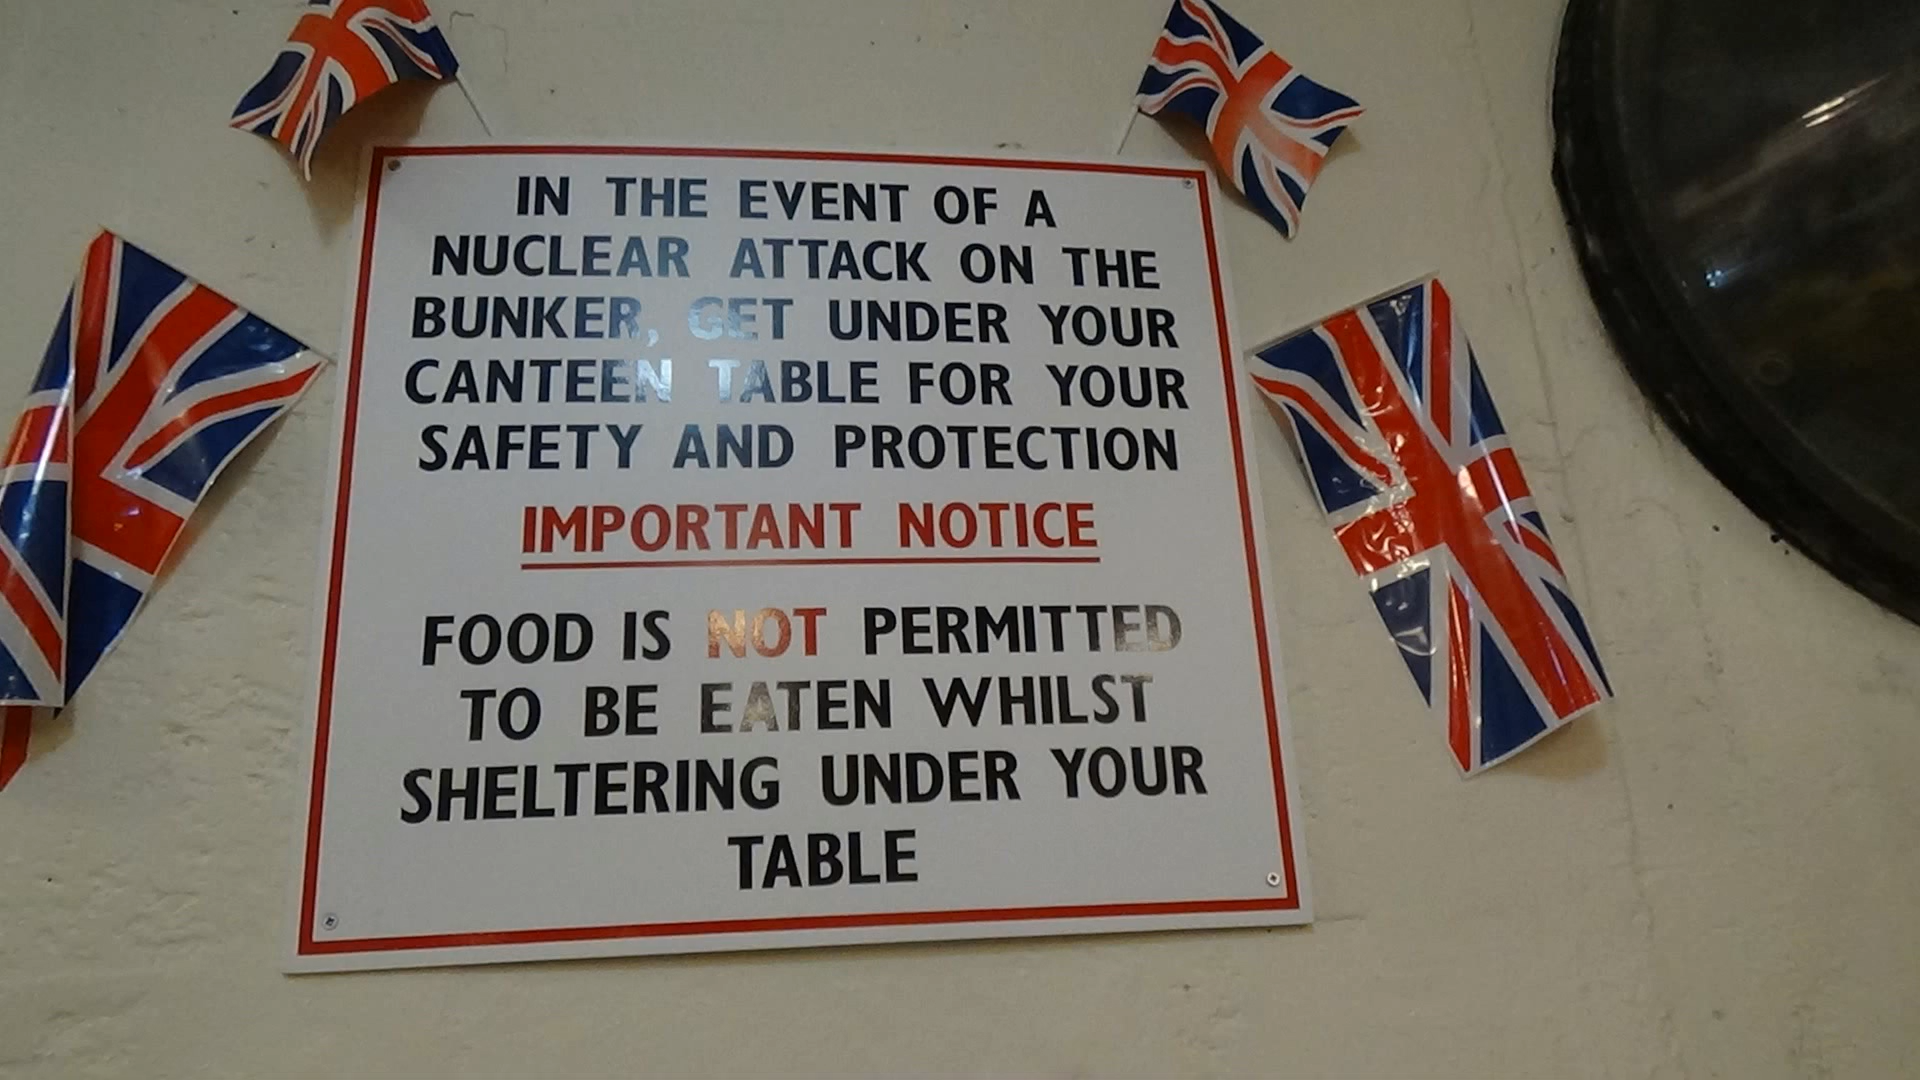 IN THE EVENT OF A
NUCLEAR ATTACK ON THE
BUNKER, GET UNDER YOUR
CANTEEN TABLE FOR YOUR
SAFETY AND PROTECTION
IMPORTANT NOTICE
FOOD IS NOT PERMITTED
TO BE EATEN WHILST
SHELTERING UNDER YOUR
TABLE